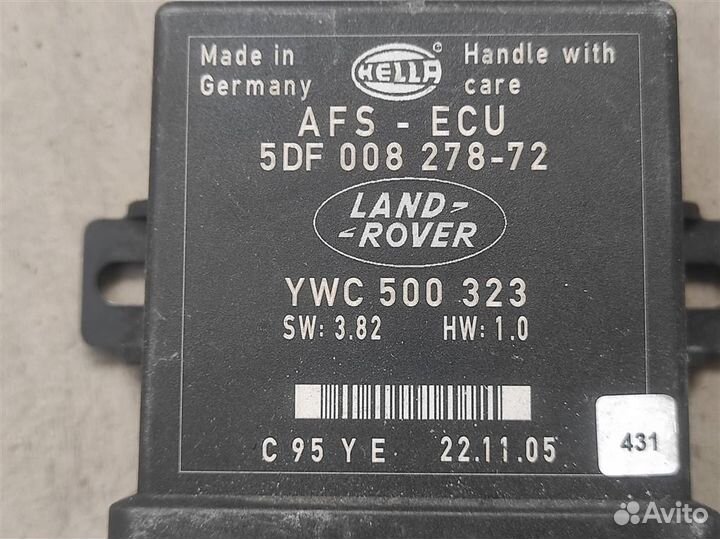 Made in
Germany
HELLA
Handle with
care
AFS - ECU
5DF 008 278-72
LAND-
-ROVER
YWC 500 323
SW: 3.82 HW: 1.0
C 95 Y E 22.11.05
431
Avito